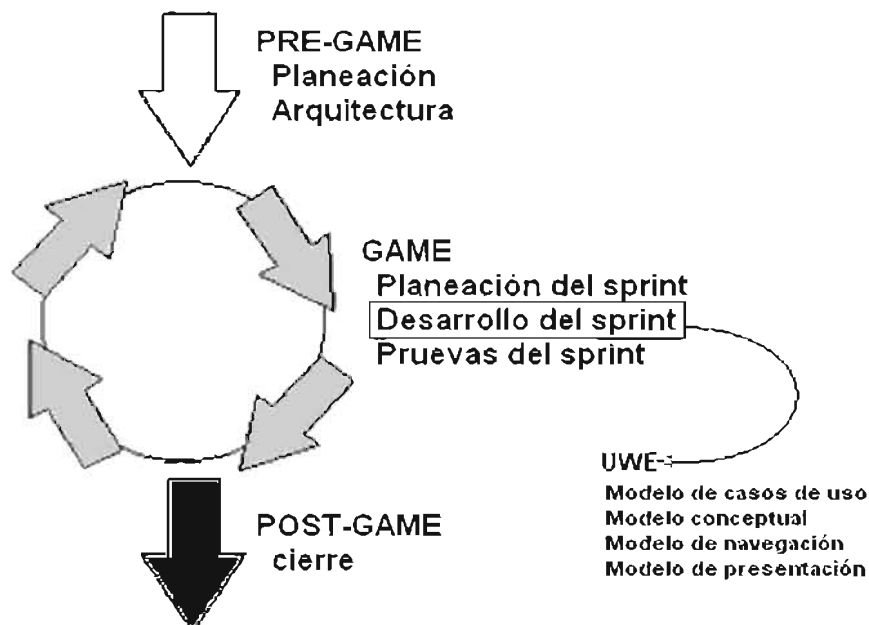 PRE-GAME
Planeación
Arquitectura
GAME
Planeación del sprint
Desarrollo del sprint
Pruevas del sprint
UWE
Modelo de casos de uso
Modelo conceptual
Modelo de navegación
Modelo de presentación
POST-GAME
cierre